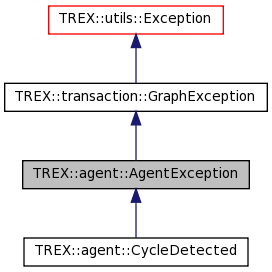 TREX::utils::Exception
TREX::transaction::GraphException
TREX::agent::AgentException
TREX::agent::CycleDetected